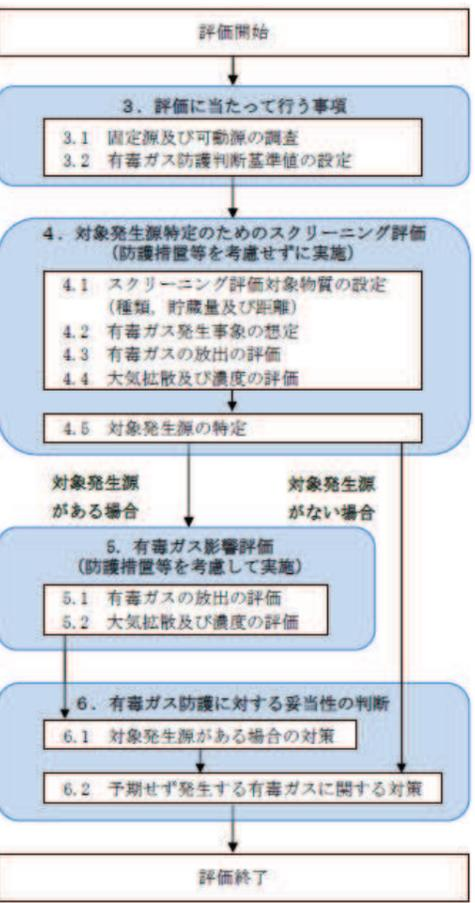 評価開始
3．評価に当たって行う事項
3.1 固定源及び可動源の調査
3.2 有毒ガス防護判断基準値の設定
4．対象発生源特定のためのスクリーニング評価
(防護措置等を考慮せずに実施)
4.1 スクリーニング評価対象物質の設定
(種類，貯蔵量及び距離)
4.2 有毒ガス発生事象の想定
4.3 有毒ガスの放出の評価
4.4 大気拡散及び濃度の評価
4.5 対象発生源の特定
対象発生源
がある場合
対象発生源
がない場合
5．有毒ガス影響評価
(防護措置等を考慮して実施)
5.1 有毒ガスの放出の評価
5.2 大気拡散及び濃度の評価
6．有毒ガス防護に対する妥当性の判断
6.1 対象発生源がある場合の対策
6.2 予期せず発生する有毒ガスに関する対策
評価終了